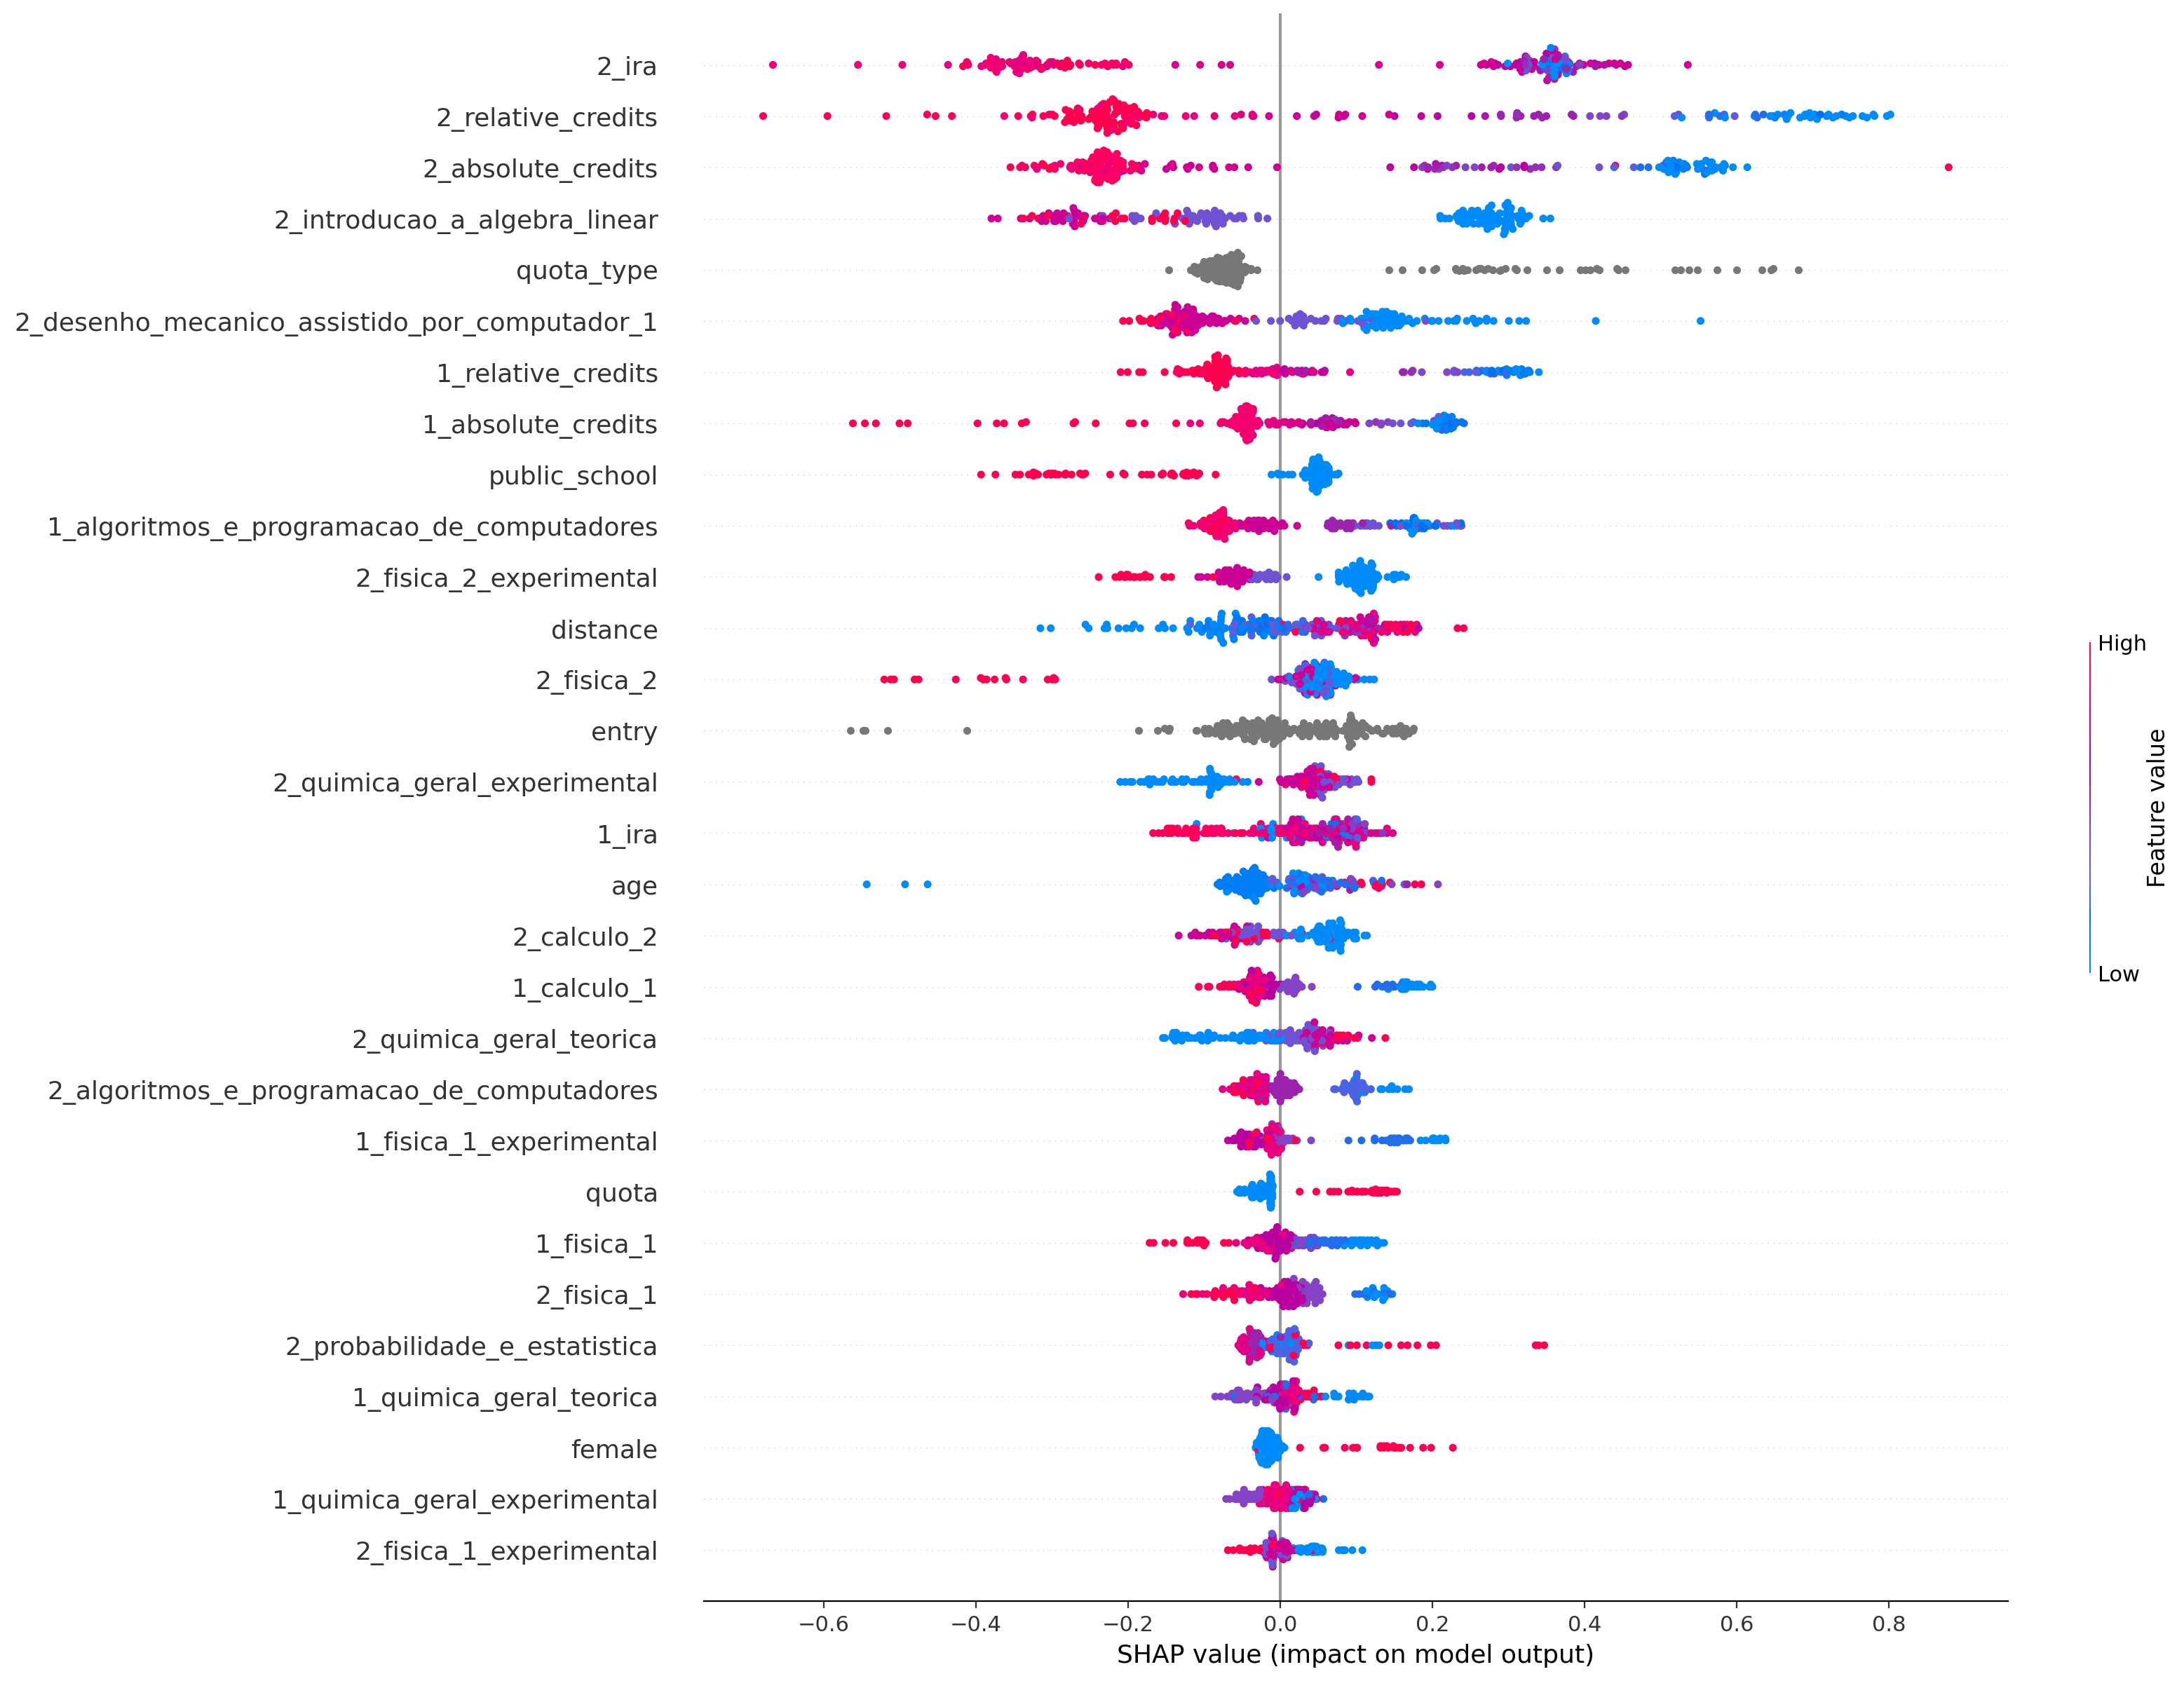 2_ira
2_relative_credits
2_absolute_credits
2_introducao_a_algebra_linear
quota_type
2_desenho_mecanico_assistido_por_computador_1
1_relative_credits
1_absolute_credits
public_school
1_algoritmos_e_programacao_de_computadores
2_fisica_2_experimental
distance
2_fisica_2
entry
2_quimica_geral_experimental
1_ira
age
2_calculo_2
1_calculo_1
2_quimica_geral_teorica
2_algoritmos_e_programacao_de_computadores
1_fisica_1_experimental
quota
1_fisica_1
2_fisica_1
2_probabilidade_e_estatistica
1_quimica_geral_teorica
female
1_quimica_geral_experimental
2_fisica_1_experimental
−0.6 −0.4 −0.2 0.0 0.2 0.4 0.6 0.8
SHAP value (impact on model output)
High
Feature value
Low